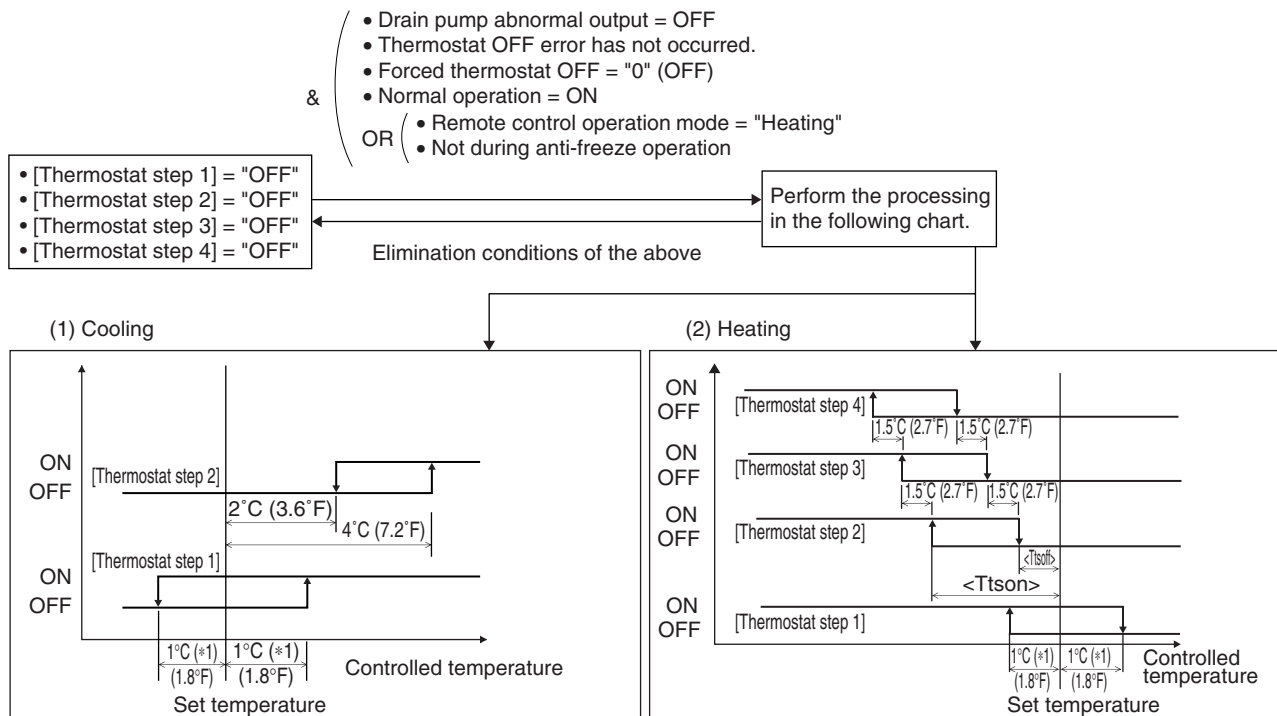 • Drain pump abnormal output = OFF
• Thermostat OFF error has not occurred.
• Forced thermostat OFF = "0" (OFF)
&
• Normal operation = ON
OR
• Remote control operation mode = "Heating"
• Not during anti-freeze operation
• [Thermostat step 1] = "OFF"
• [Thermostat step 2] = "OFF"
• [Thermostat step 3] = "OFF"
• [Thermostat step 4] = "OFF"
Perform the processing
in the following chart.
Elimination conditions of the above
(1) Cooling
ON
OFF
[Thermostat step 2]
2˚C (3.6˚F)
4˚C (7.2˚F)
[Thermostat step 1]
ON
OFF
1°C (*1)
(1.8°F)
1°C (*1)
(1.8°F)
Controlled temperature
Set temperature
(2) Heating
ON
OFF
[Thermostat step 4]
1.5˚C (2.7˚F)
1.5˚C (2.7˚F)
ON
OFF
[Thermostat step 3]
1.5˚C (2.7˚F)
1.5˚C (2.7˚F)
ON
OFF
[Thermostat step 2]
<Ttsoff>
<Ttson>
ON
OFF
[Thermostat step 1]
1°C (*1)
(1.8°F)
1°C (*1)
(1.8°F)
Controlled
temperature
Set temperature